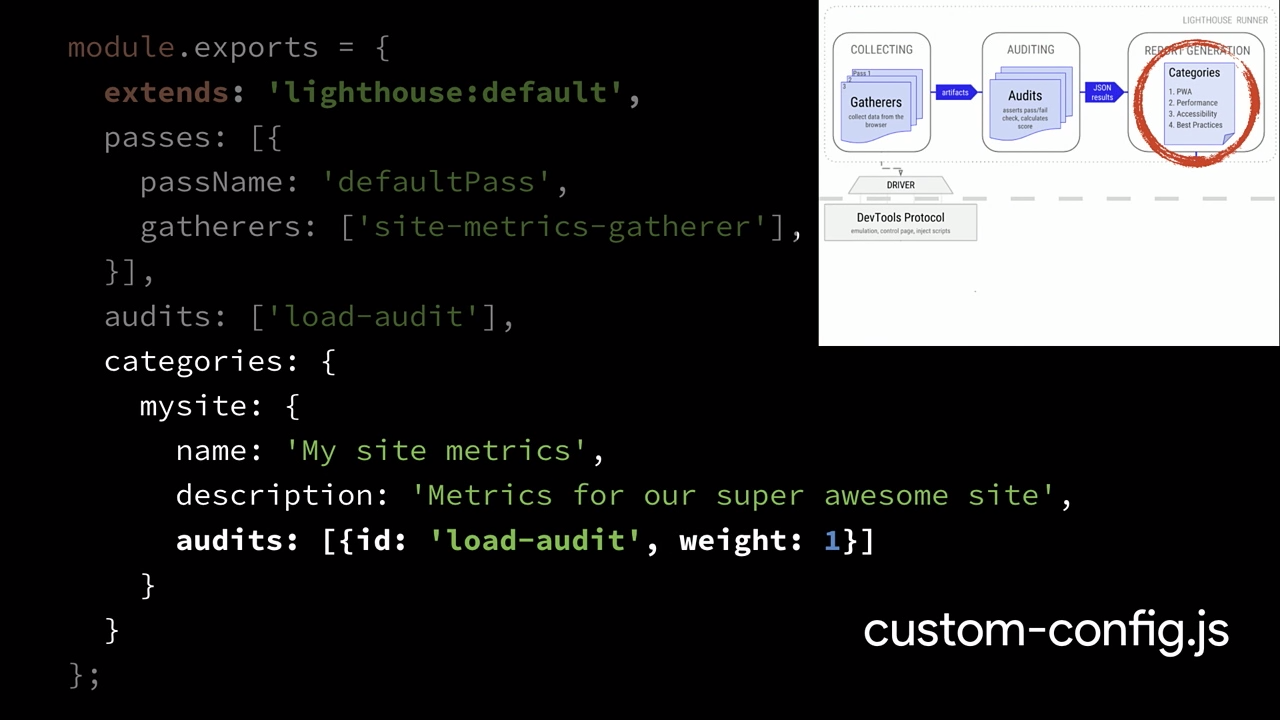 module.exports = {
extends: 'lighthouse:default',
passes: [{
passName: 'defaultPass',
gatherers: ['site-metrics-gatherer'],
}],
audits: ['load-audit'],
categories: {
mysite: {
name: 'My site metrics',
description: 'Metrics for our super awesome site',
audits: [{id: 'load-audit', weight: 1}]
}
}
};
custom-config.js
LIGHTHOUSE RUNNER
COLLECTING
Pass 1
2
3
Gatherers
collect data from the
browser
artifacts
AUDITING
Audits
asserts pass/fail
check, calculates
score
JSON
results
REPORT GENERATION
Categories
1. PWA
2. Performance
3. Accessibility
4. Best Practices
DRIVER
DevTools Protocol
emulation, control page, inject scripts